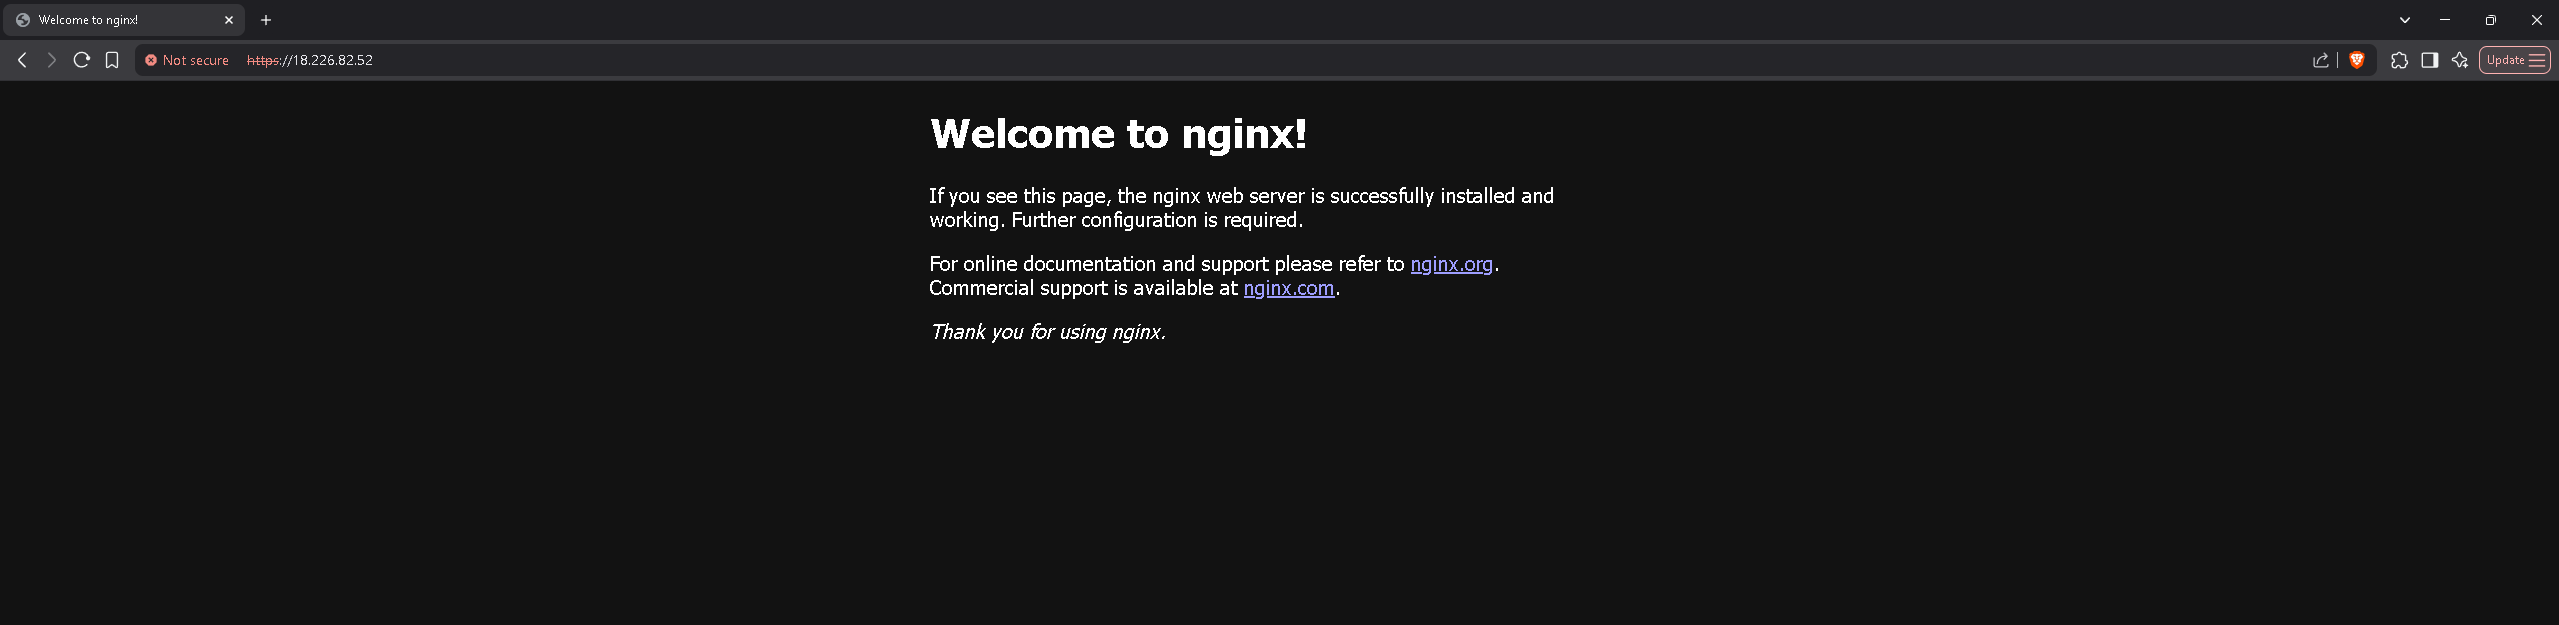 Welcome to nginx!
Not secure https://18.226.82.52
Update
Welcome to nginx!
If you see this page, the nginx web server is successfully installed and
working. Further configuration is required.
For online documentation and support please refer to nginx.org.
Commercial support is available at nginx.com.
Thank you for using nginx.